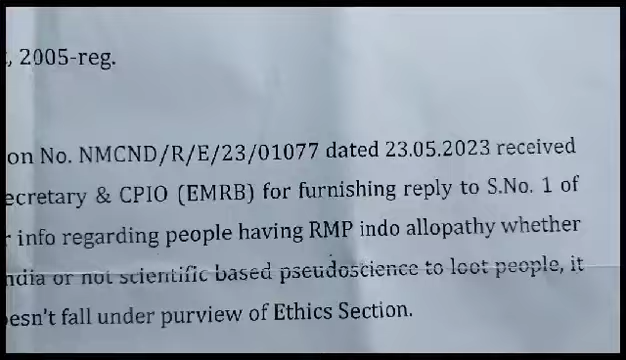 , 2005-reg.
on No. NMCND/R/E/23/01077 dated 23.05.2023 received
ecretary & CPIO (EMRB) for furnishing reply to S.No. 1 of
r info regarding people having RMP indo allopathy whether
ndia or not scientific based pseudoscience to loot people, it
oesn't fall under purview of Ethics Section.